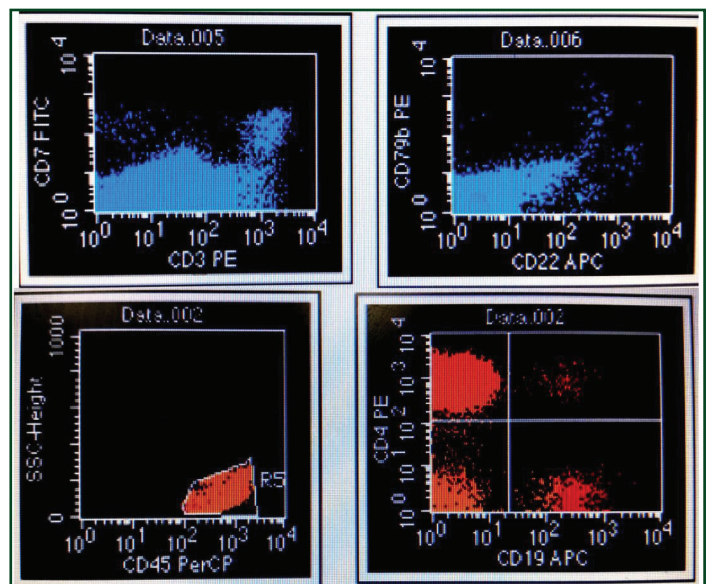 Data.005
10^4
CD7 FITC
10^0
10^0 10^1 10^2 10^3 10^4
CD3 PE
Data.006
10^4
CD79b PE
10^0
10^0 10^1 10^2 10^3 10^4
CD22 APC
Data.002
1000
SSC-Height
0
R5
10^0 10^1 10^2 10^3 10^4
CD45 PerCP
Data.002
10^4
10^3
10^2
10^1
10^0
CD4 PE
10^0 10^1 10^2 10^3 10^4
CD19 APC